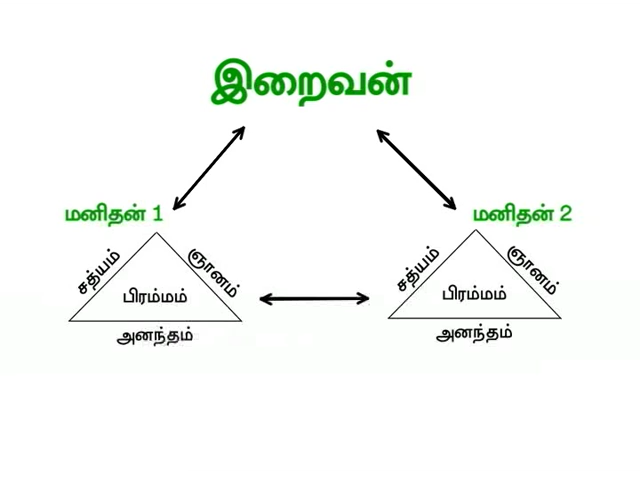 இறைவன்
மனிதன் 1
சத்யம்
ஞானம்
பிரம்மம்
அனந்தம்
மனிதன் 2
சத்யம்
ஞானம்
பிரம்மம்
அனந்தம்